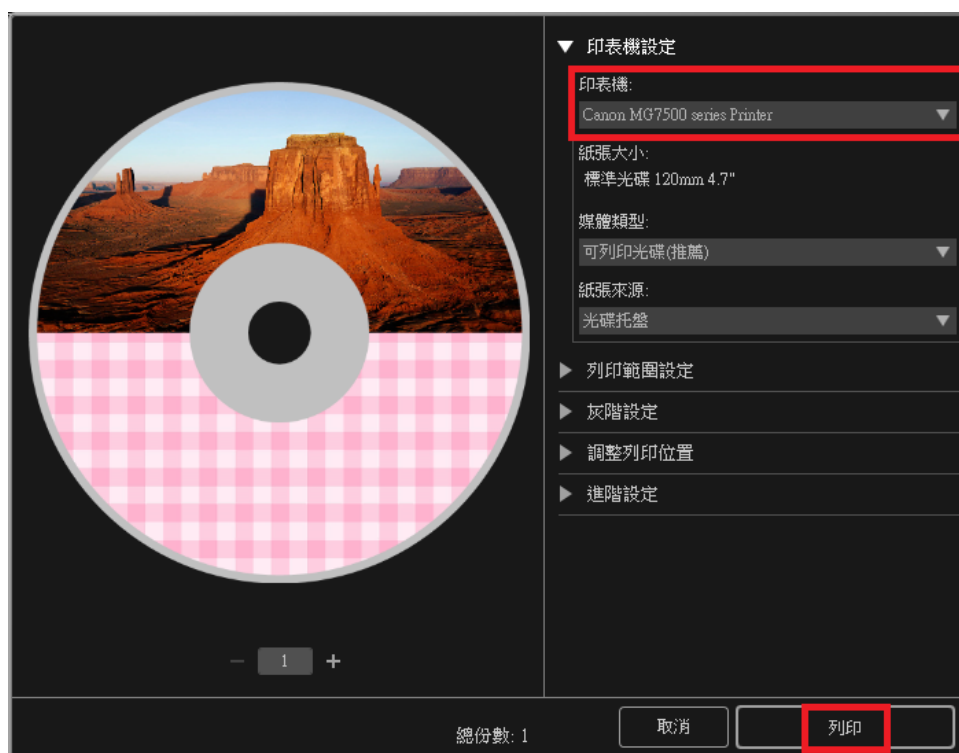 印表機設定
印表機:
Canon MG7500 series Printer
紙張大小:
標準光碟 120mm 4.7"
媒體類型:
可列印光碟(推薦)
紙張來源:
光碟托盤
列印範圍設定
灰階設定
調整列印位置
進階設定
− 1 +
總份數: 1
取消
列印